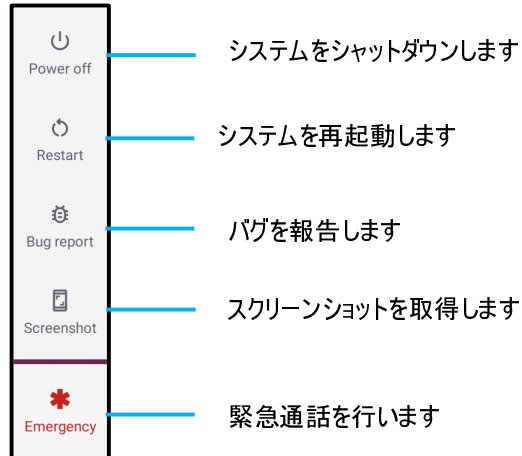 Power off
システムをシャットダウンします
Restart
システムを再起動します
Bug report
バグを報告します
Screenshot
スクリーンショットを取得します
Emergency
緊急通話を行います